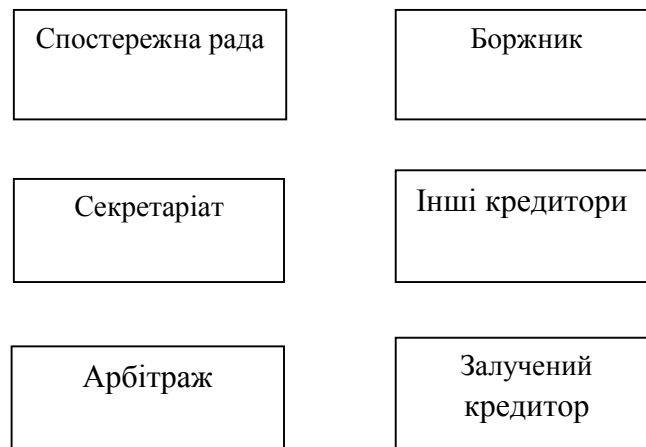 Спостережна рада
Боржник
Секретаріат
Інші кредитори
Арбітраж
Залучений
кредитор